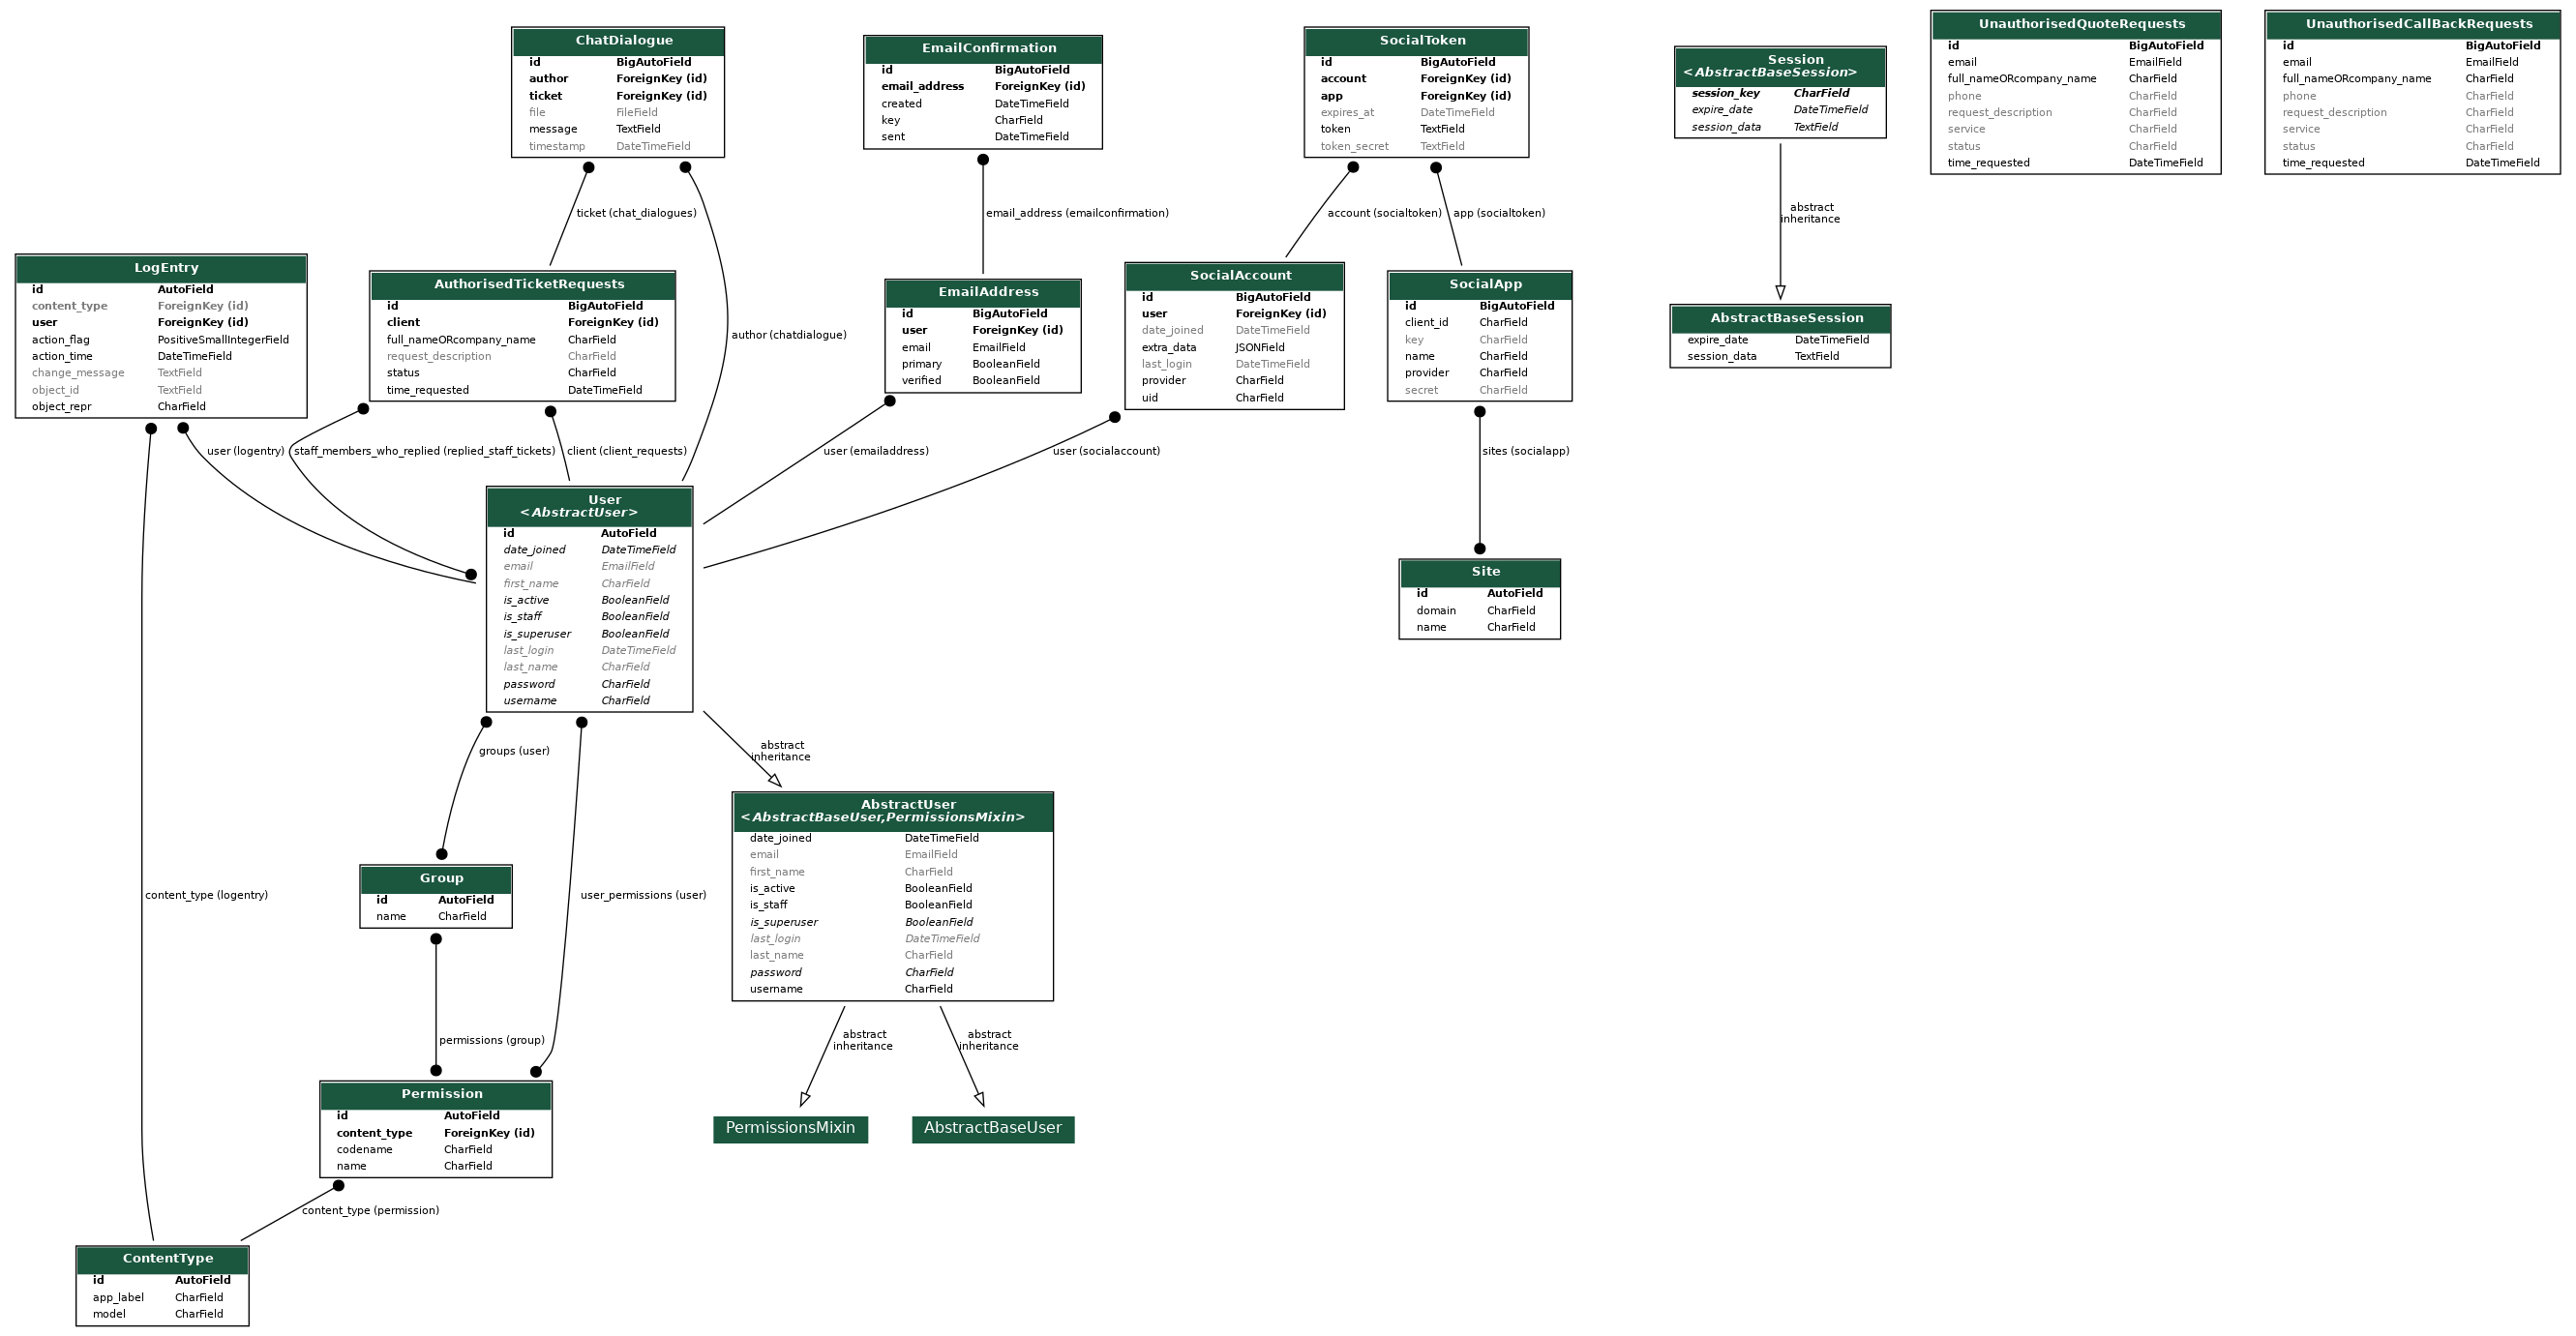 ChatDialogue
id BigAutoField
author ForeignKey (id)
ticket ForeignKey (id)
file FileField
message TextField
timestamp DateTimeField
EmailConfirmation
id BigAutoField
email_address ForeignKey (id)
created DateTimeField
key CharField
sent DateTimeField
SocialToken
id BigAutoField
account ForeignKey (id)
app ForeignKey (id)
expires_at DateTimeField
token TextField
token_secret TextField
Session
<AbstractBaseSession>
session_key CharField
expire_date DateTimeField
session_data TextField
UnauthorisedQuoteRequests
id BigAutoField
email EmailField
full_nameORcompany_name CharField
phone CharField
request_description CharField
service CharField
status CharField
time_requested DateTimeField
UnauthorisedCallBackRequests
id BigAutoField
email EmailField
full_nameORcompany_name CharField
phone CharField
request_description CharField
service CharField
status CharField
time_requested DateTimeField
ticket (chat_dialogues)
email_address (emailconfirmation)
account (socialtoken)
app (socialtoken)
abstract
inheritance
LogEntry
id AutoField
content_type ForeignKey (id)
user ForeignKey (id)
action_flag PositiveSmallIntegerField
action_time DateTimeField
change_message TextField
object_id TextField
object_repr CharField
AuthorisedTicketRequests
id BigAutoField
client ForeignKey (id)
full_nameORcompany_name CharField
request_description CharField
status CharField
time_requested DateTimeField
author (chatdialogue)
EmailAddress
id BigAutoField
user ForeignKey (id)
email EmailField
primary BooleanField
verified BooleanField
SocialAccount
id BigAutoField
user ForeignKey (id)
date_joined DateTimeField
extra_data JSONField
last_login DateTimeField
provider CharField
uid CharField
SocialApp
id BigAutoField
client_id CharField
key CharField
name CharField
provider CharField
secret CharField
AbstractBaseSession
expire_date DateTimeField
session_data TextField
user (logentry)
staff_members_who_replied (replied_staff_tickets)
client (client_requests)
user (emailaddress)
user (socialaccount)
sites (socialapp)
User
<AbstractUser>
id AutoField
date_joined DateTimeField
email EmailField
first_name CharField
is_active BooleanField
is_staff BooleanField
is_superuser BooleanField
last_login DateTimeField
last_name CharField
password CharField
username CharField
Site
id AutoField
domain CharField
name CharField
groups (user)
abstract
inheritance
AbstractUser
<AbstractBaseUser,PermissionsMixin>
date_joined DateTimeField
email EmailField
first_name CharField
is_active BooleanField
is_staff BooleanField
is_superuser BooleanField
last_login DateTimeField
last_name CharField
password CharField
username CharField
Group
id AutoField
name CharField
content_type (logentry)
user_permissions (user)
permissions (group)
abstract
inheritance
abstract
inheritance
Permission
id AutoField
content_type ForeignKey (id)
codename CharField
name CharField
PermissionsMixin
AbstractBaseUser
content_type (permission)
ContentType
id AutoField
app_label CharField
model CharField